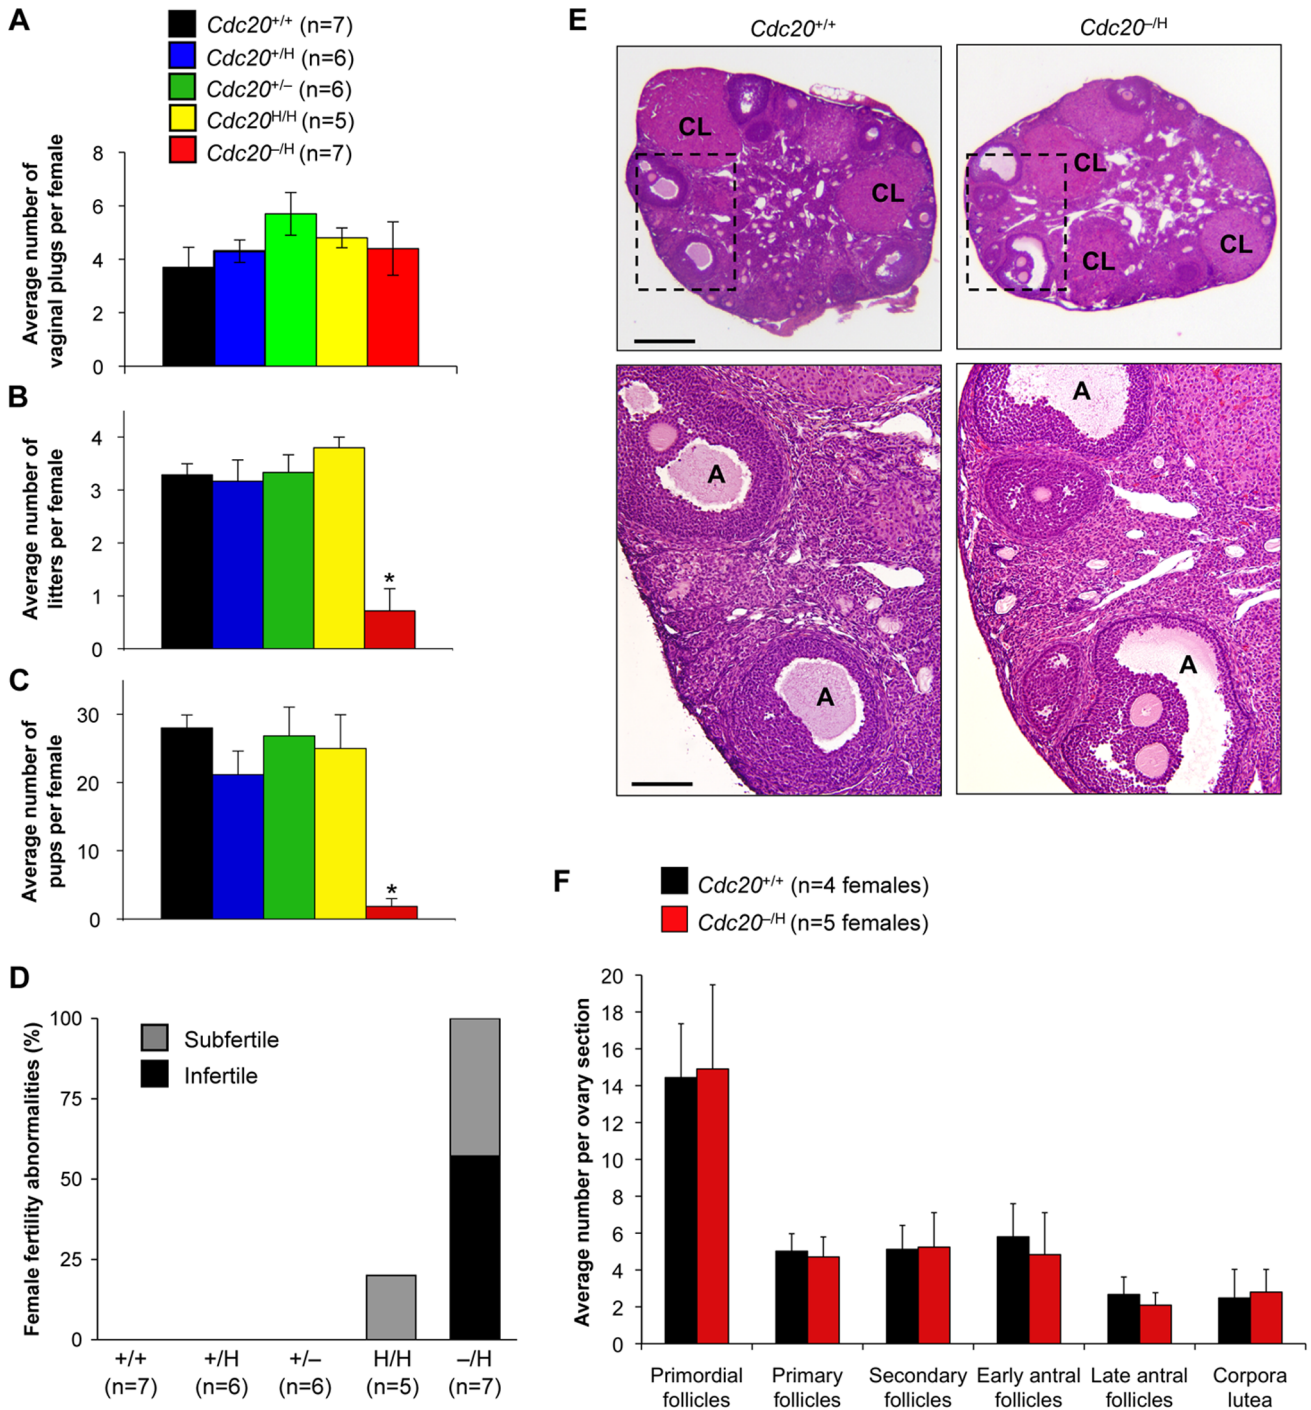 A
Cdc20+/+ (n=7)
Cdc20+/H (n=6)
Cdc20+/– (n=6)
Cdc20H/H (n=5)
Cdc20–/H (n=7)
Average number of
vaginal plugs per female
8
6
4
2
0
B
Average number of
litters per female
4
3
2
1
0
*
C
Average number of
pups per female
30
20
10
0
*
D
Female fertility abnormalities (%)
100
75
50
25
0
Subfertile
Infertile
+/+
+/H
+/–
H/H
–/H
(n=7)
(n=6)
(n=6)
(n=5)
(n=7)
E
Cdc20+/+
Cdc20–/H
CL
CL
CL
CL
CL
A
A
A
A
F
Cdc20+/+ (n=4 females)
Cdc20–/H (n=5 females)
Average number per ovary section
20
18
16
14
12
10
8
6
4
2
0
Primordial
follicles
Primary
follicles
Secondary
follicles
Early antral
follicles
Late antral
follicles
Corpora
lutea